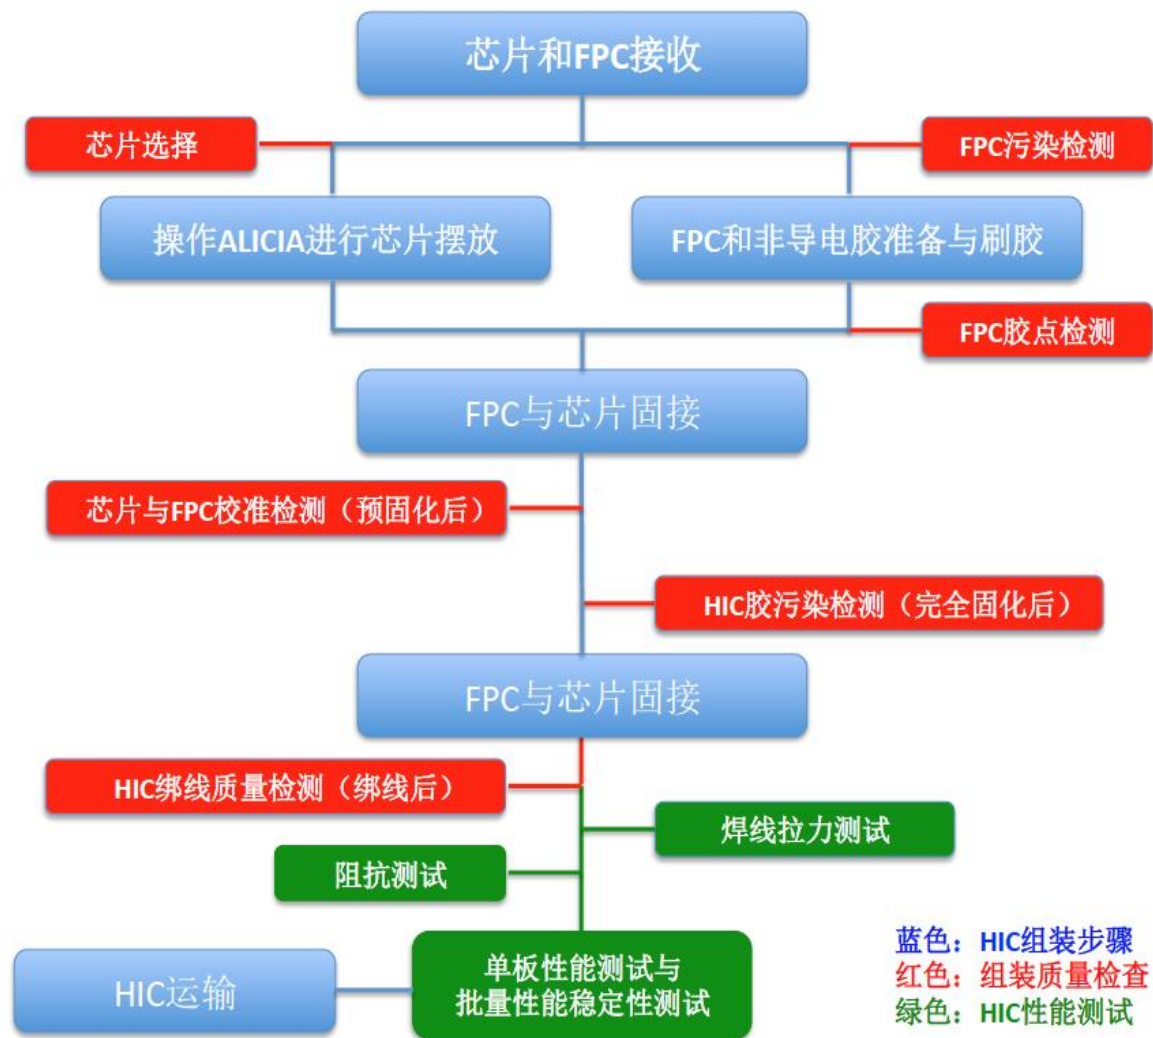 芯片和FPC接收
芯片选择
FPC污染检测
操作ALICIA进行芯片摆放
FPC和非导电胶准备与刷胶
FPC胶点检测
FPC与芯片固接
芯片与FPC校准检测（预固化后）
HIC胶污染检测（完全固化后）
FPC与芯片固接
HIC绑线质量检测（绑线后）
焊线拉力测试
阻抗测试
单板性能测试与
批量性能稳定性测试
HIC运输
蓝色：HIC组装步骤
红色：组装质量检查
绿色：HIC性能测试